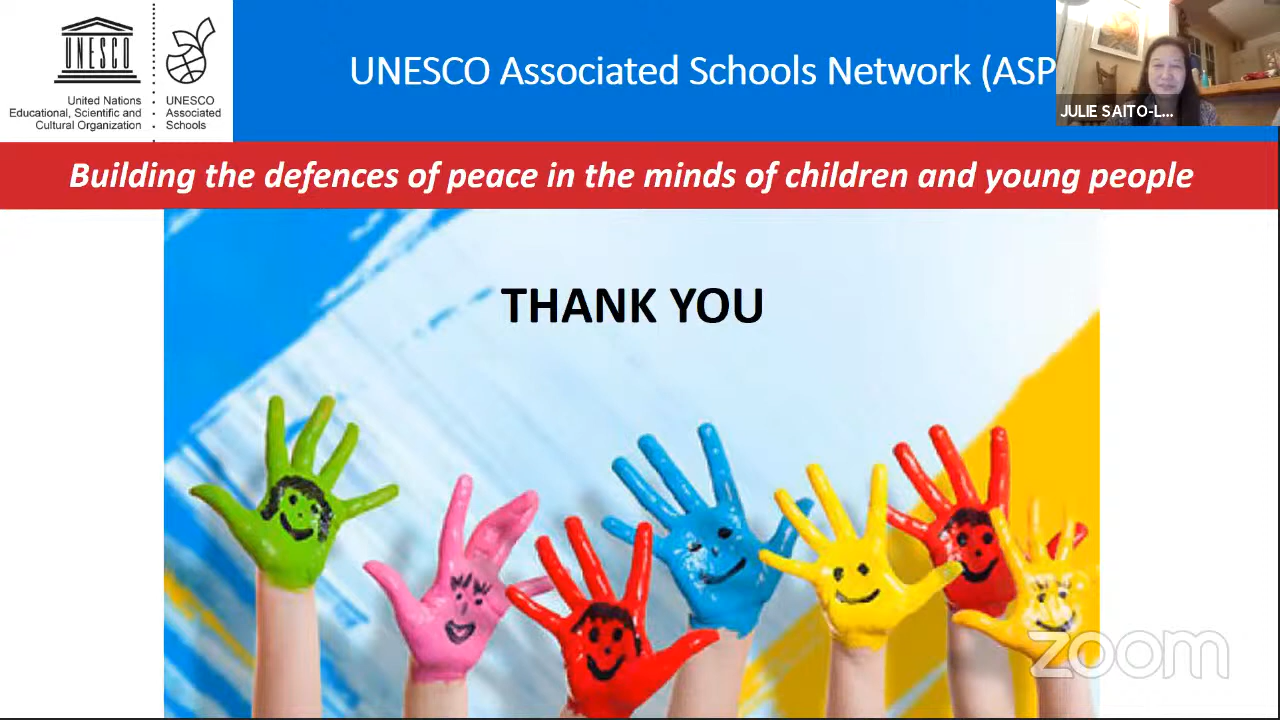 UNESCO
United Nations
Educational, Scientific and
Cultural Organization
UNESCO
Associated
Schools
UNESCO Associated Schools Network (ASP
JULIE SAITO-L...
Building the defences of peace in the minds of children and young people
THANK YOU
zoom